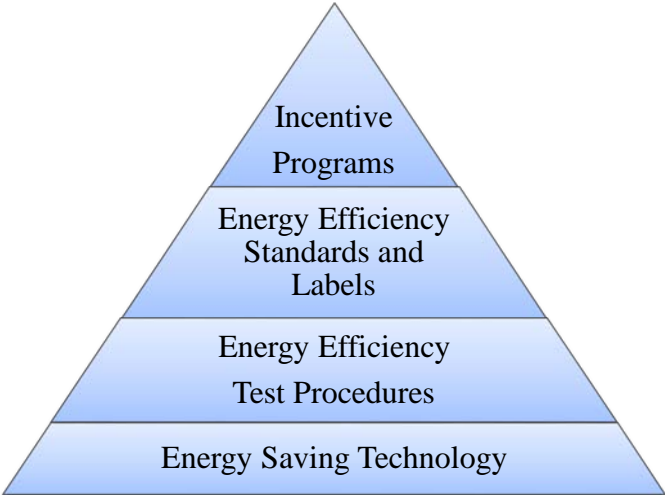 Incentive
Programs
Energy Efficiency
Standards and
Labels
Energy Efficiency
Test Procedures
Energy Saving Technology